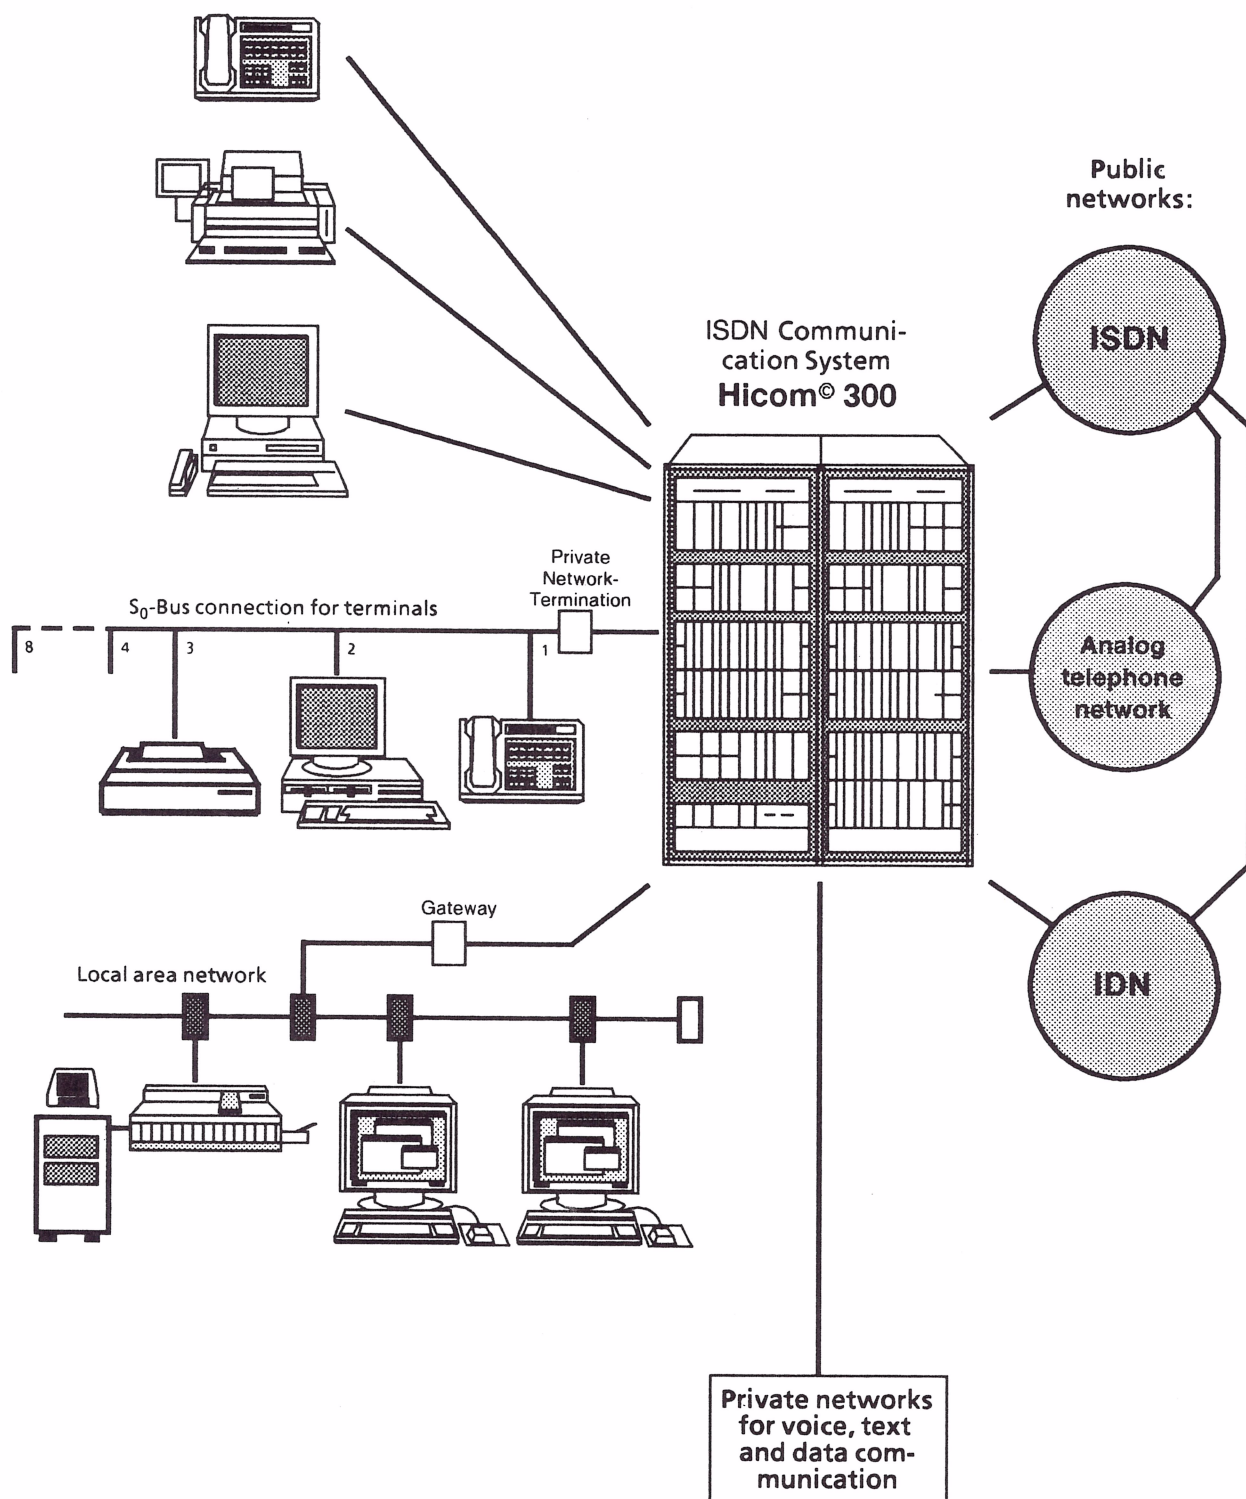 Public
networks:
ISDN
ISDN Communi-
cation System
Hicom© 300
Private
Network-
Termination
S₀-Bus connection for terminals
8
4
3
2
1
Analog
telephone
network
Gateway
Local area network
IDN
Private networks
for voice, text
and data com-
munication